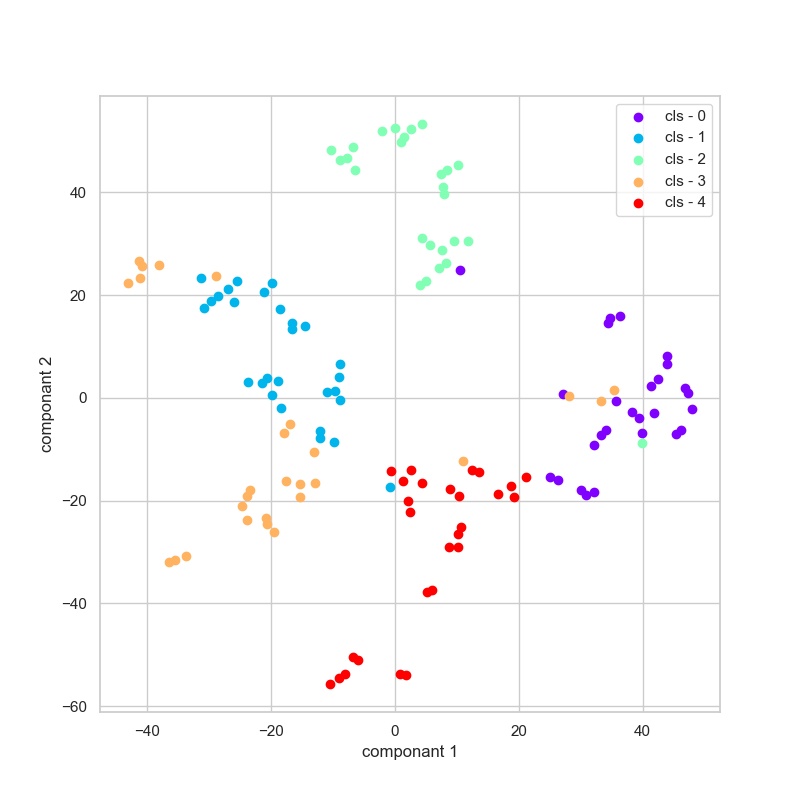 cls - 0
cls - 1
cls - 2
cls - 3
cls - 4
40
20
0
−20
−40
−60
componant 2
−40
−20
0
20
40
componant 1